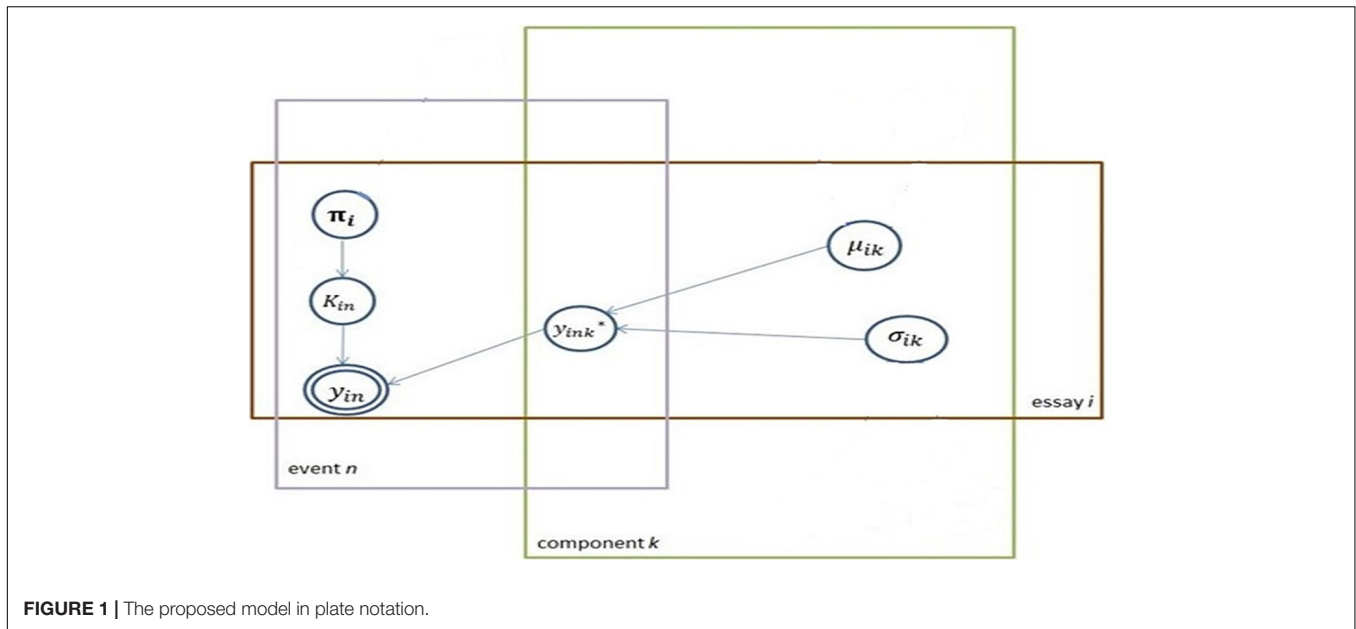 π_i
μ_ik
K_in
y_ink*
σ_ik
y_in
essay i
event n
component k
FIGURE 1 | The proposed model in plate notation.